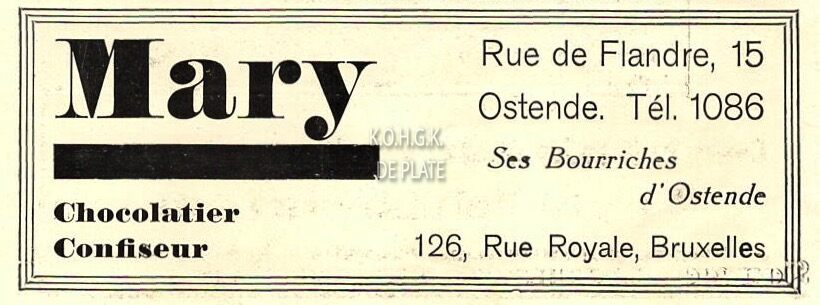 Mary
Chocolatier
Confiseur
Rue de Flandre, 15
Ostende. Tél. 1086
Ses Bourriches
d'Ostende
126, Rue Royale, Bruxelles
K.O.H.G.K.
DE PLATE